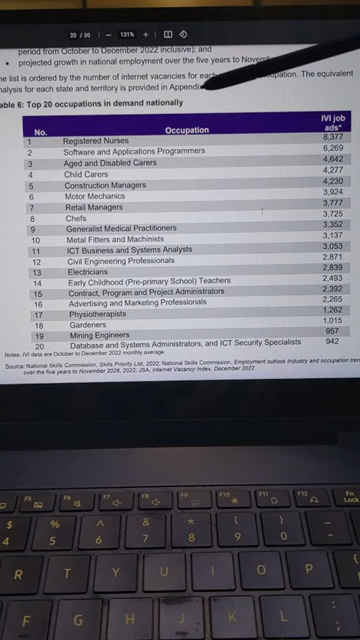 20 / 90 — 131% +
period from October to December 2022 inclusive); and
• projected growth in national employment over the five years to
list is ordered by the number of internet vacancies for each occupation. The equivalent
nalysis for each state and territory is provided in
able 6: Top 20 occupations in demand nationally
No. Occupation IVI job ads*
1 Registered Nurses 8,377
2 Software and Applications Programmers 6,269
3 Aged and Disabled Carers 4,642
4 Child Carers 4,277
5 Construction Managers 4,230
6 Motor Mechanics 3,924
7 Retail Managers 3,777
8 Chefs 3,725
9 Generalist Medical Practitioners 3,352
10 Metal Fitters and Machinists 3,137
11 ICT Business and Systems Analysts 3,053
12 Civil Engineering Professionals 2,871
13 Electricians 2,839
14 Early Childhood (Pre-primary School) Teachers 2,493
15 Contract, Program and Project Administrators 2,392
16 Advertising and Marketing Professionals 2,265
17 Physiotherapists 1,262
18 Gardeners 1,015
19 Mining Engineers 957
20 Database and Systems Administrators, and ICT Security Specialists 942
Notes: IVI data are October to December 2022 monthly average
Source: National Skills Commission, Skills Priority List, 2022; National Skills Commission, Employment outlook Industry and occupation tren
over the five years to November 2026, 2022; JSA, Internet Vacancy Index, December 2022
F5 F6 F7 F8 F9 F10 F11 F12 Fn Lock
$ % ^ & * ( ) –
4 5 6 7 8 9 0 -
R T Y U I O P
F G H J K L : ;